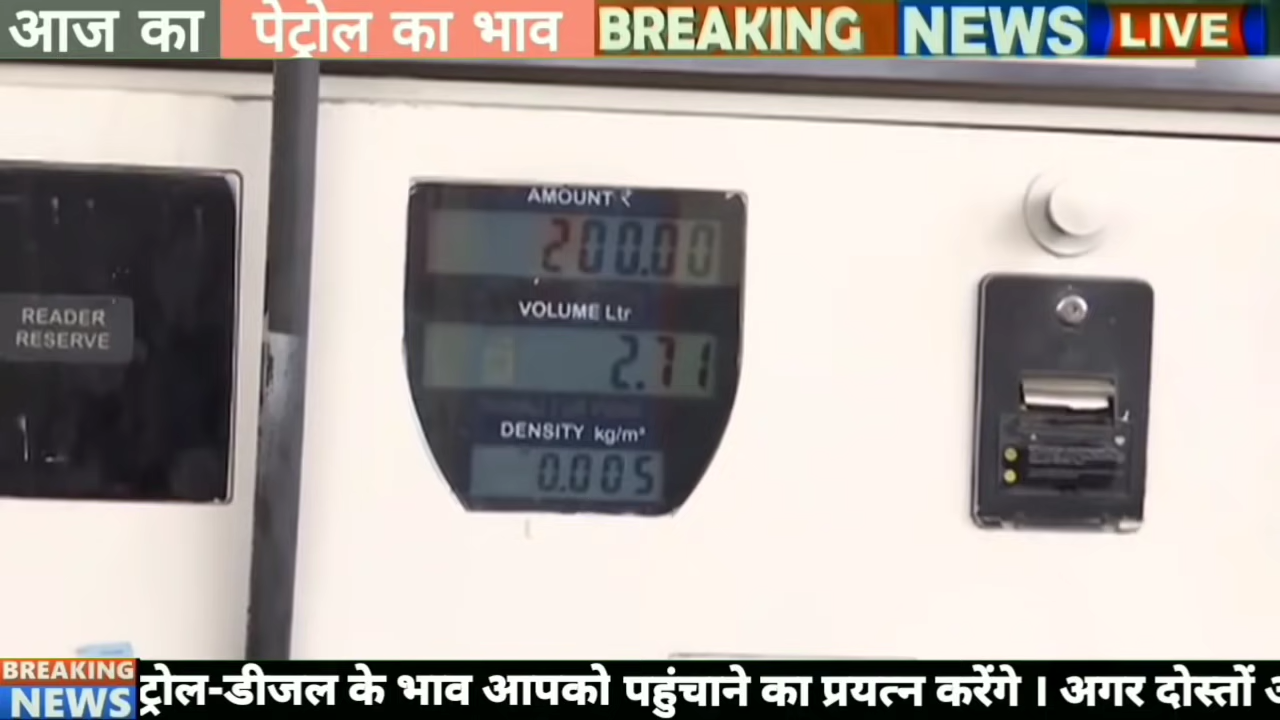 आज का पेट्रोल का भाव BREAKING NEWS LIVE
READER
RESERVE
AMOUNT ₹
200.00
VOLUME Ltr
2.71
DENSITY kg/m³
0.005
BREAKING
NEWS
ट्रोल-डीजल के भाव आपको पहुंचाने का प्रयत्न करेंगे । अगर दोस्तों